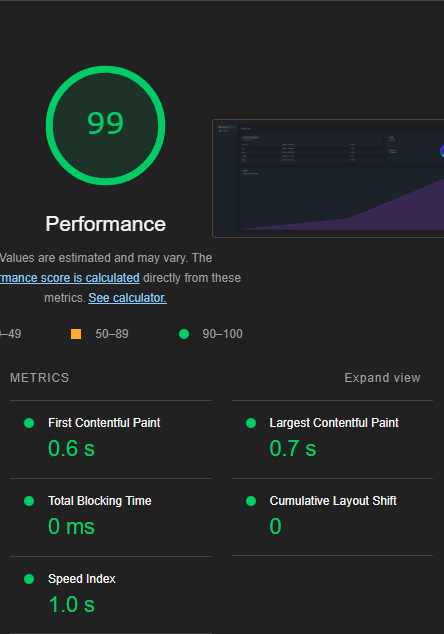 99
Performance
Values are estimated and may vary. The
rmance score is calculated directly from these
metrics. See calculator.
–49
50–89
90–100
METRICS
Expand view
First Contentful Paint
0.6 s
Largest Contentful Paint
0.7 s
Total Blocking Time
0 ms
Cumulative Layout Shift
0
Speed Index
1.0 s